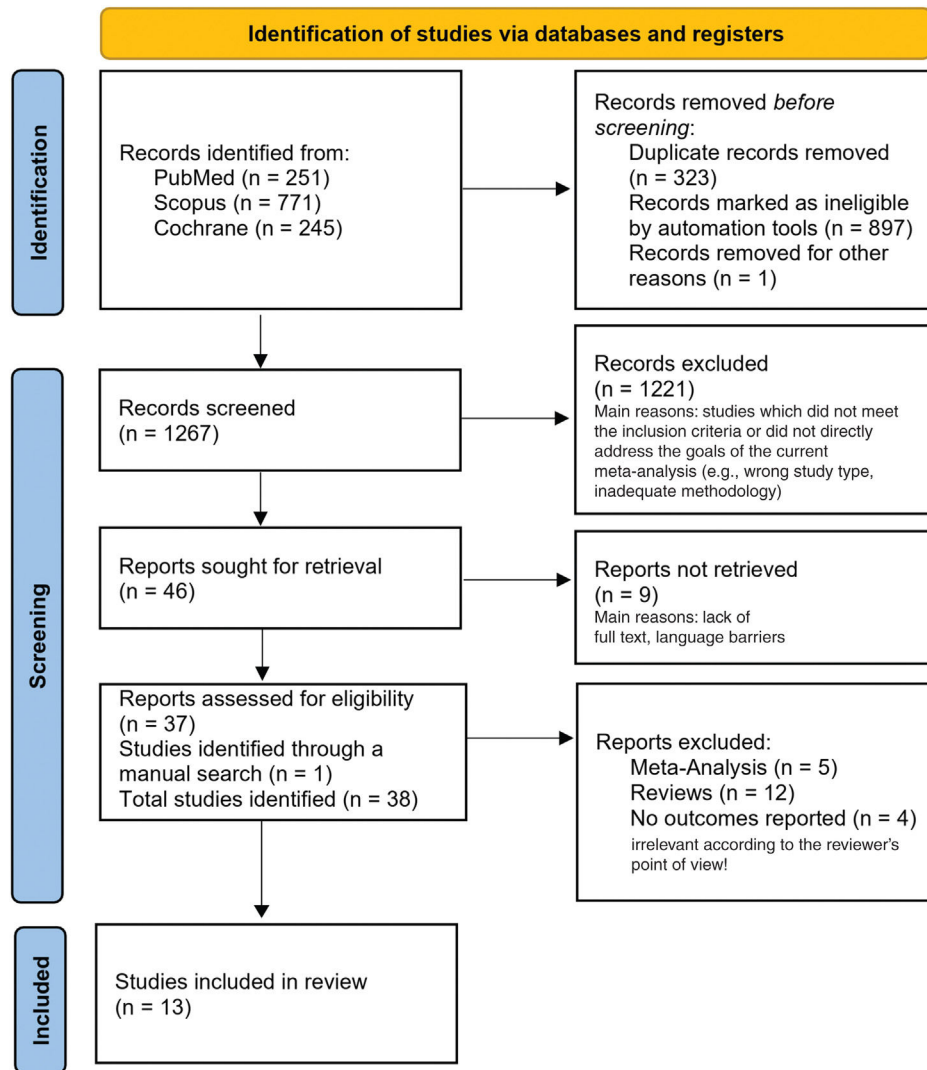 Identification of studies via databases and registers
Identification
Records identified from:
PubMed (n = 251)
Scopus (n = 771)
Cochrane (n = 245)
Records removed before
screening:
Duplicate records removed
(n = 323)
Records marked as ineligible
by automation tools (n = 897)
Records removed for other
reasons (n = 1)
Screening
Records screened
(n = 1267)
Records excluded
(n = 1221)
Main reasons: studies which did not meet
the inclusion criteria or did not directly
address the goals of the current
meta-analysis (e.g., wrong study type,
inadequate methodology)
Reports sought for retrieval
(n = 46)
Reports not retrieved
(n = 9)
Main reasons: lack of
full text, language barriers
Reports assessed for eligibility
(n = 37)
Studies identified through a
manual search (n = 1)
Total studies identified (n = 38)
Reports excluded:
Meta-Analysis (n = 5)
Reviews (n = 12)
No outcomes reported (n = 4)
irrelevant according to the reviewer's
point of view!
Included
Studies included in review
(n = 13)